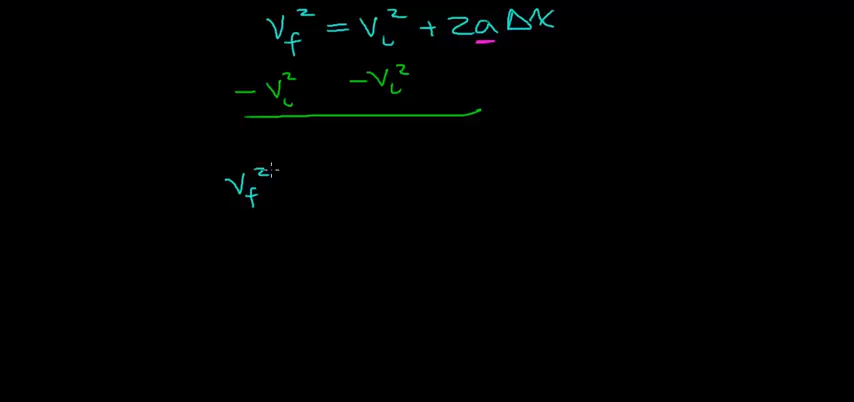 v_f² = v_i² + 2aΔx
− v_i² − v_i²
v_f²